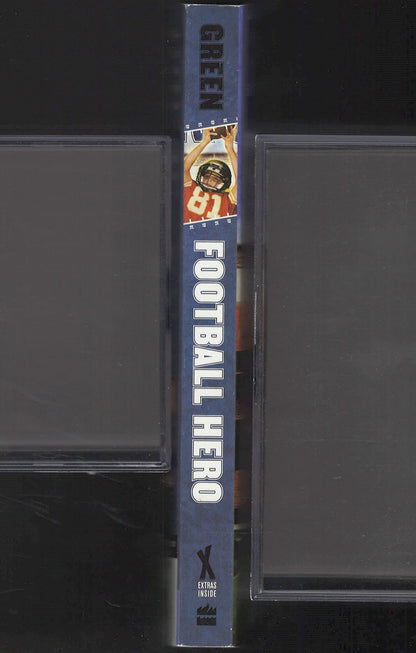 GREEN
81
FOOTBALL HERO
X
EXTRAS
INSIDE